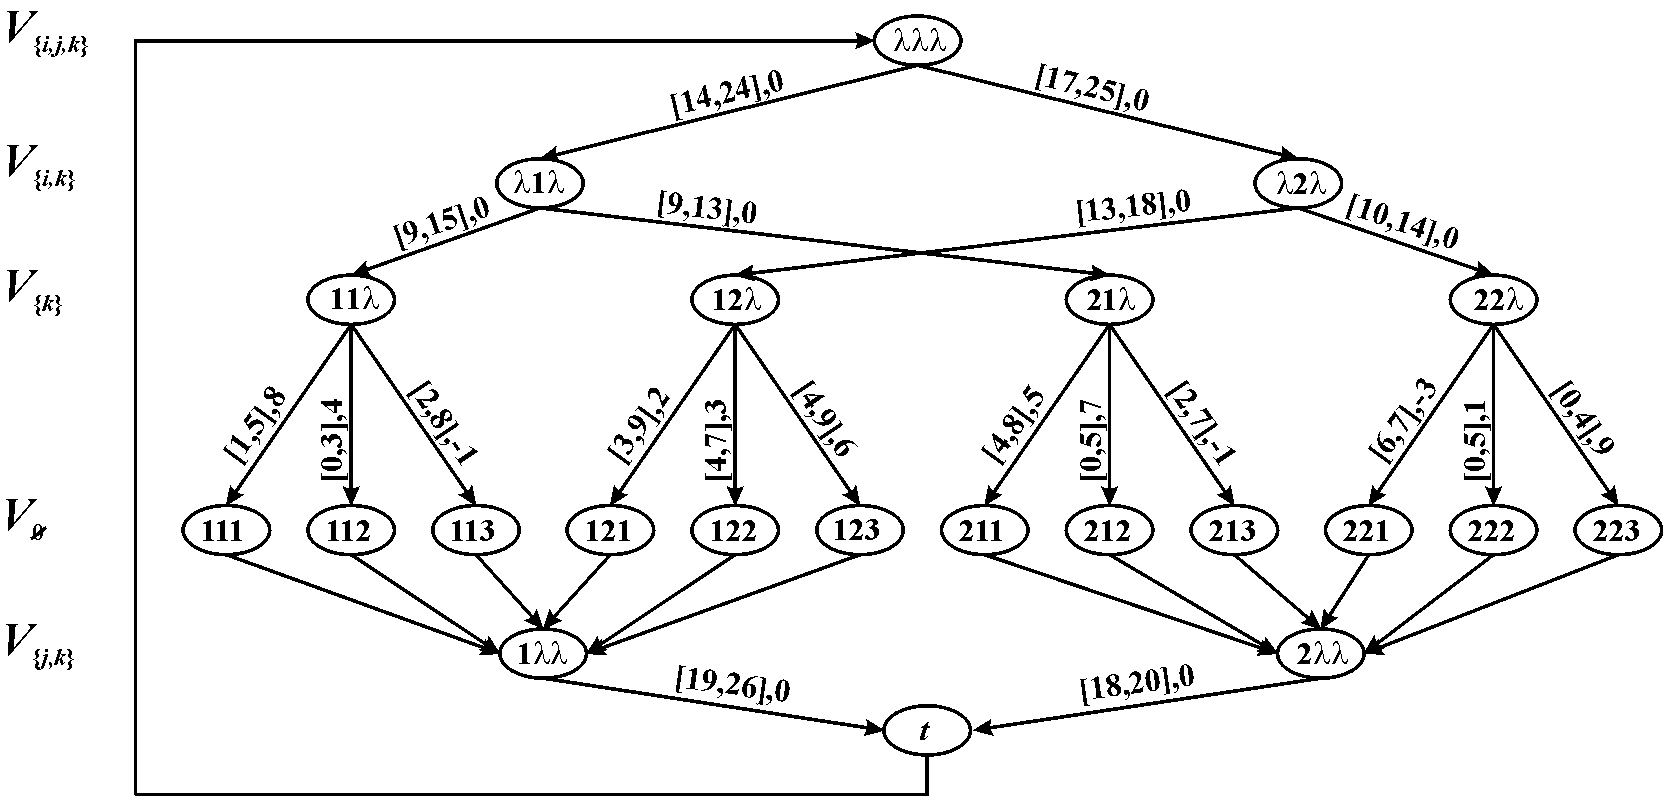 V{i,j,k}
λλλ
[14,24],0
[17,25],0
V{i,k}
λ1λ
λ2λ
[9,15],0
[9,13],0
[13,18],0
[10,14],0
V{k}
11λ
12λ
21λ
22λ
[1,5],8
[0,3],4
[2,8],-1
[3,9],2
[4,7],3
[4,9],6
[4,8],5
[0,5],7
[2,7],-1
[6,7],-3
[0,5],1
[0,4],9
V∅
111
112
113
121
122
123
211
212
213
221
222
223
V{j,k}
1λλ
2λλ
[19,26],0
[18,20],0
t